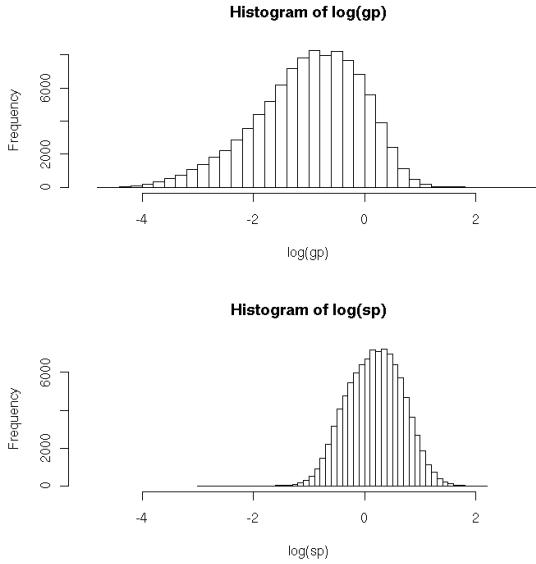 Histogram of log(gp)
Frequency
6000
2000
0
-4 -2 0 2
log(gp)
Histogram of log(sp)
Frequency
6000
2000
0
-4 -2 0 2
log(sp)